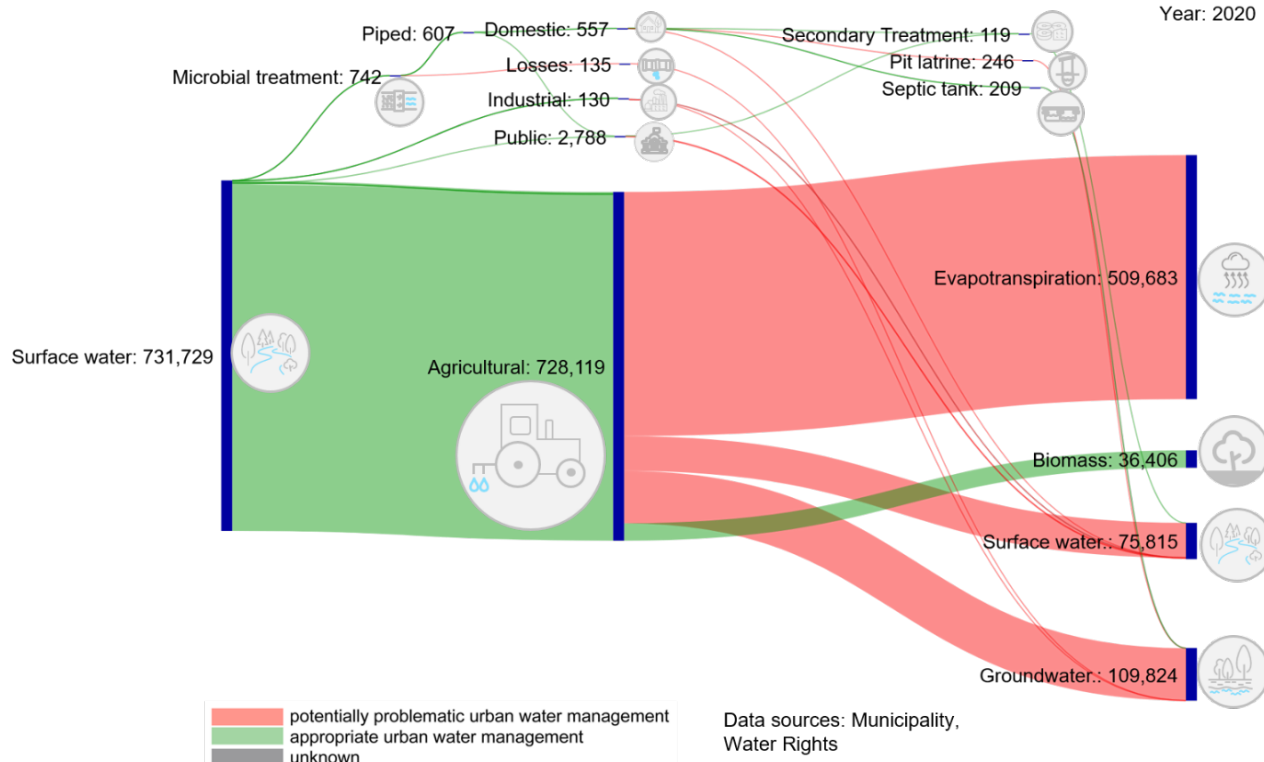 Year: 2020
Piped: 607
Domestic: 557
Secondary Treatment: 119
Microbial treatment: 742
Losses: 135
Pit latrine: 246
Septic tank: 209
Industrial: 130
Public: 2,788
Evapotranspiration: 509,683
Surface water: 731,729
Agricultural: 728,119
Biomass: 36,406
Surface water.: 75,815
Groundwater.: 109,824
potentially problematic urban water management
appropriate urban water management
unknown
Data sources: Municipality,
Water Rights